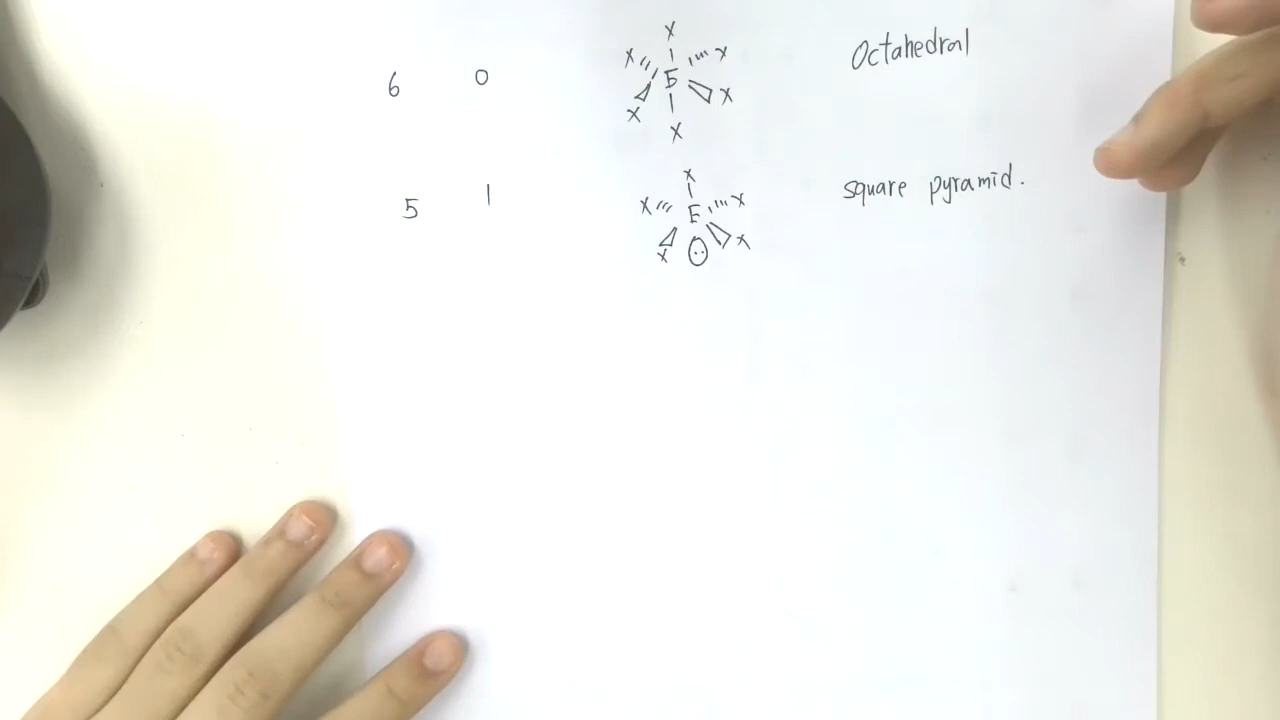 6 0 X X X E X X X Octahedral
5 1 X X X E X X square pyramid.